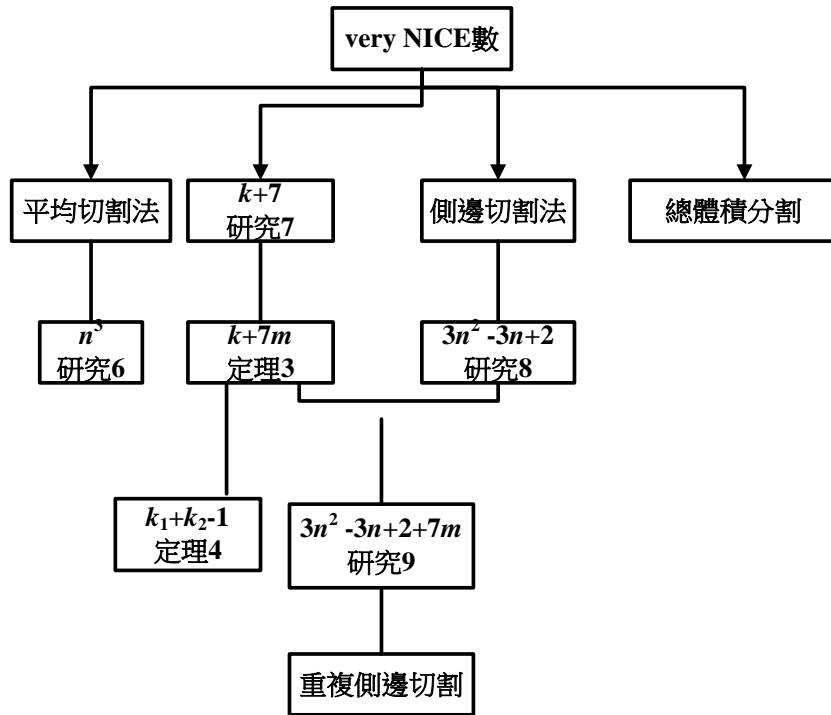 very NICE數
平均切割法
k+7
研究7
側邊切割法
總體積分割
n³
研究6
k+7m
定理3
3n² -3n+2
研究8
k₁+k₂-1
定理4
3n² -3n+2+7m
研究9
重複側邊切割